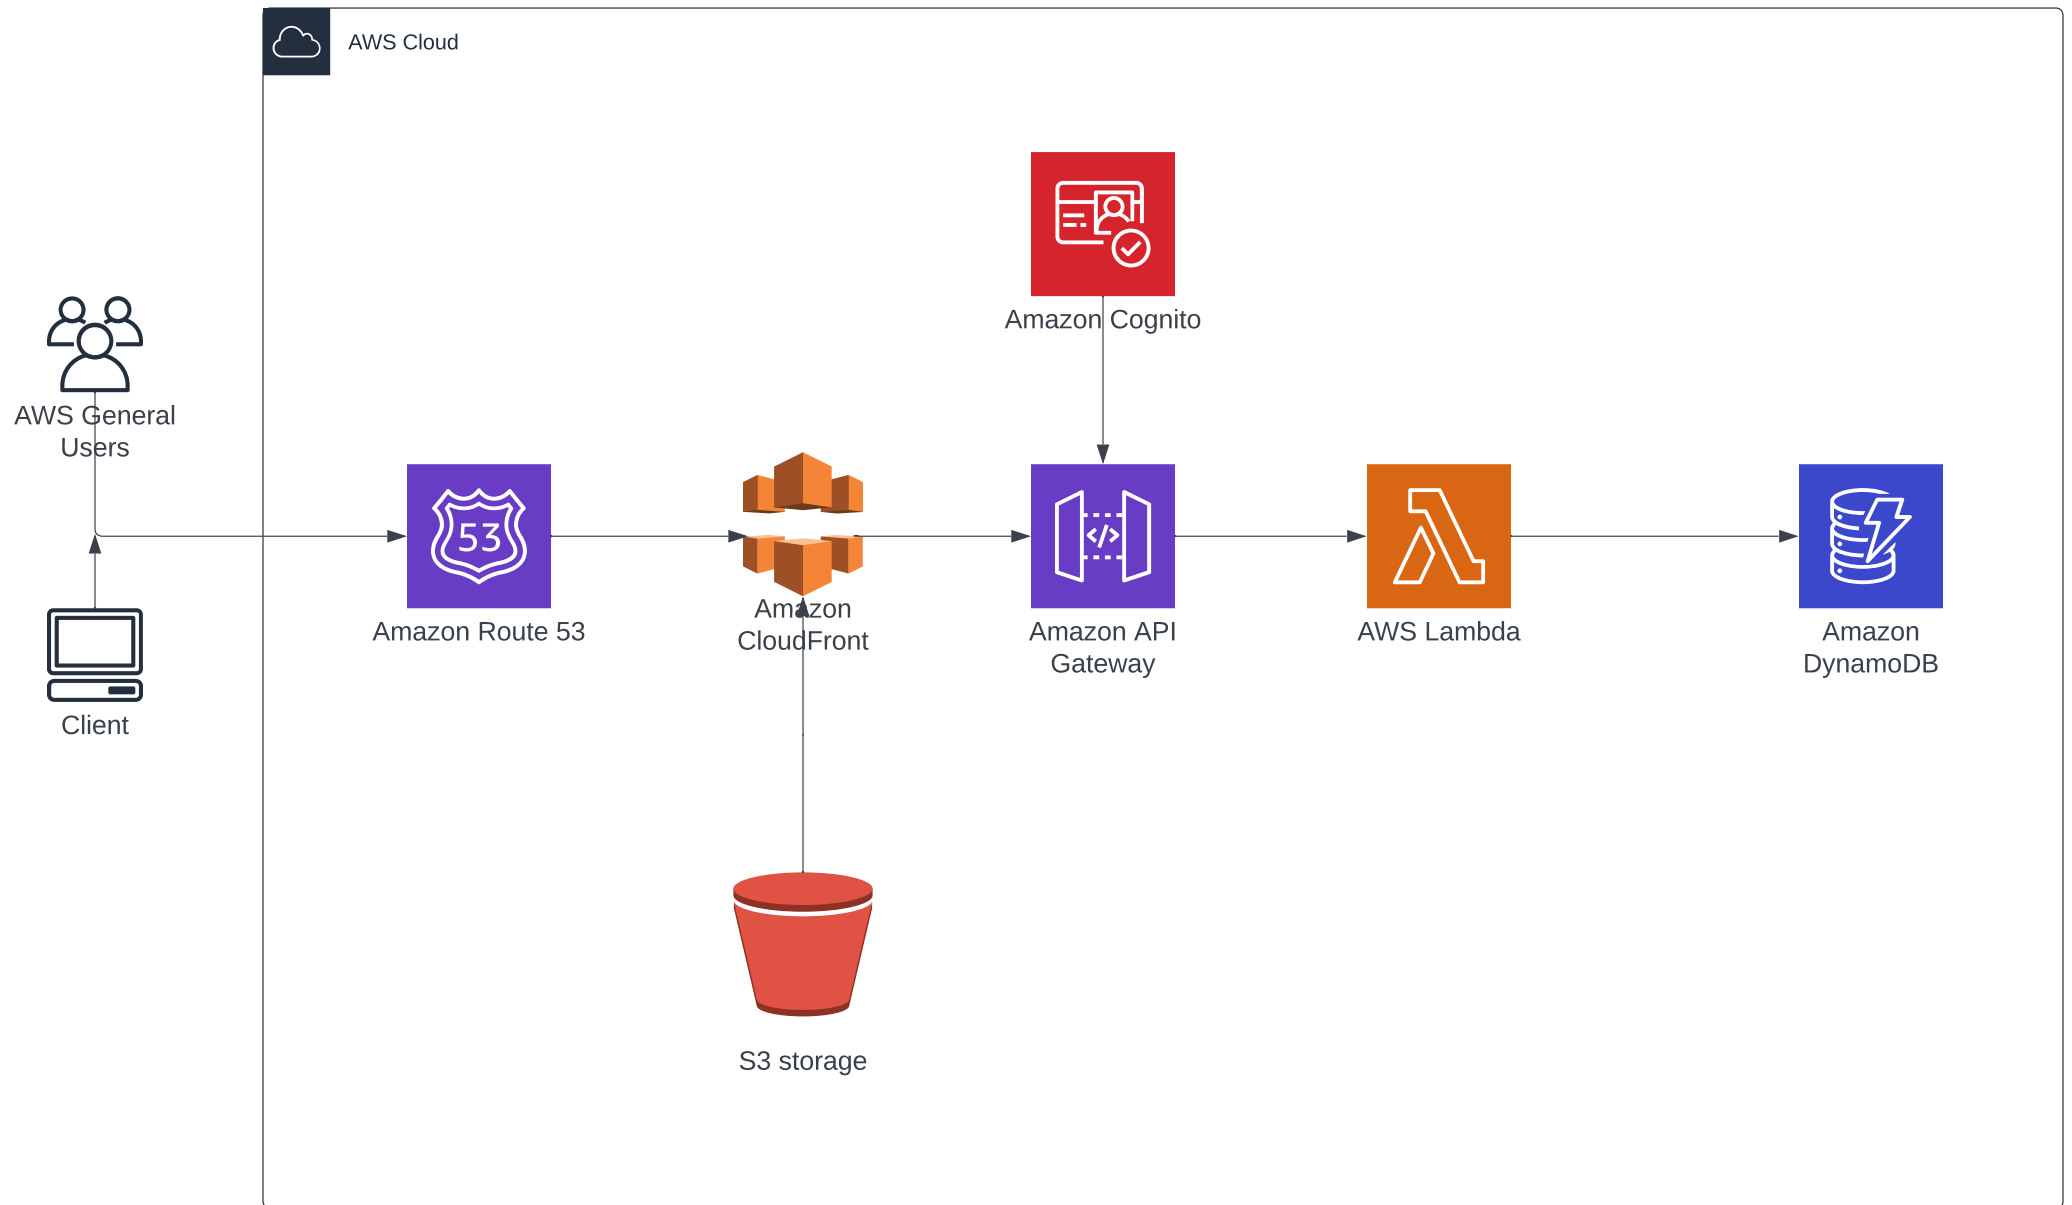 AWS Cloud
Amazon Cognito
AWS General
Users
53
Amazon Route 53
Amazon
CloudFront
</>
Amazon API
Gateway
AWS Lambda
Amazon
DynamoDB
Client
S3 storage